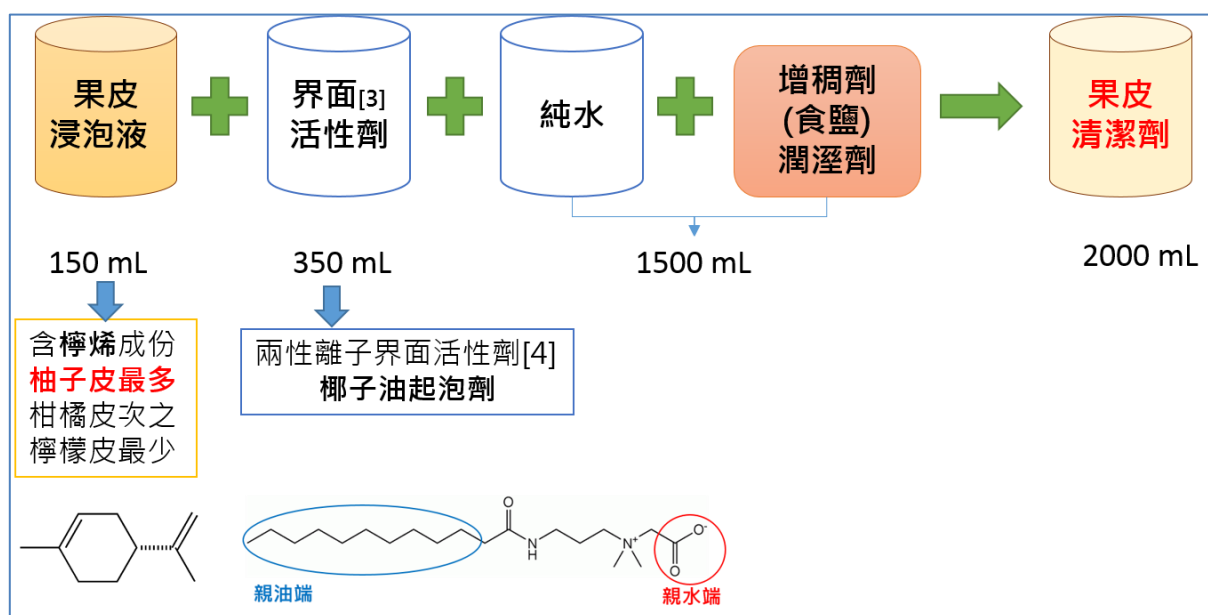 果皮
浸泡液
界面[3]
活性劑
純水
增稠劑
(食鹽)
潤溼劑
果皮
清潔劑
150 mL
350 mL
1500 mL
2000 mL
含檸烯成份
柚子皮最多
柑橘皮次之
檸檬皮最少
兩性離子界面活性劑[4]
椰子油起泡劑
O
N
H
N+
O-
O
親油端
親水端